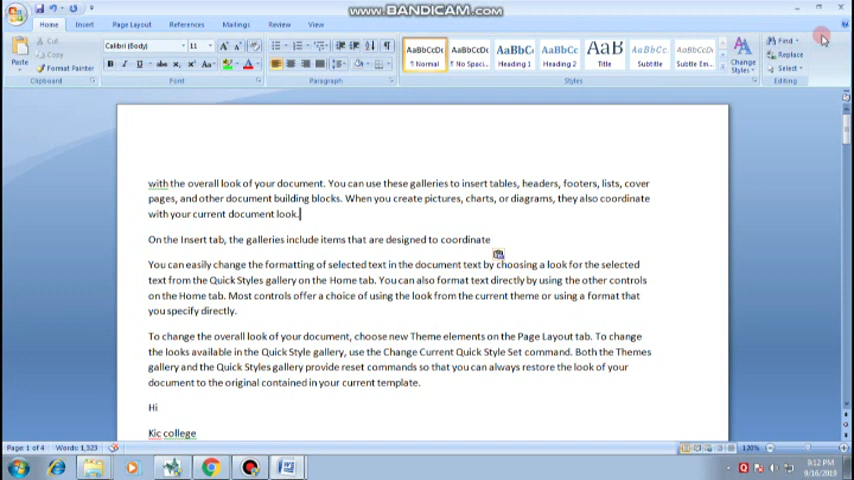 www.BANDICAM.com
Home Insert Page Layout References Mailings Review View
Paste
Cut
Copy
Format Painter
Clipboard
Calibri (Body) 11
Font
Paragraph
AaBbCcDc AaBbCcDc AaBbCc AaBbCc AaB AaBbCc. AaBbCcDc
¶ Normal ¶ No Spaci... Heading 1 Heading 2 Title Subtitle Subtle Em...
Change
Styles
Styles
Find
Replace
Select
Editing
with the overall look of your document. You can use these galleries to insert tables, headers, footers, lists, cover
pages, and other document building blocks. When you create pictures, charts, or diagrams, they also coordinate
with your current document look.
On the Insert tab, the galleries include items that are designed to coordinate
You can easily change the formatting of selected text in the document text by choosing a look for the selected
text from the Quick Styles gallery on the Home tab. You can also format text directly by using the other controls
on the Home tab. Most controls offer a choice of using the look from the current theme or using a format that
you specify directly.
To change the overall look of your document, choose new Theme elements on the Page Layout tab. To change
the looks available in the Quick Style gallery, use the Change Current Quick Style Set command. Both the Themes
gallery and the Quick Styles gallery provide reset commands so that you can always restore the look of your
document to the original contained in your current template.
Hi
Kic college
Page: 1 of 4 Words: 1,323 120%
9:12 PM
9/16/2013